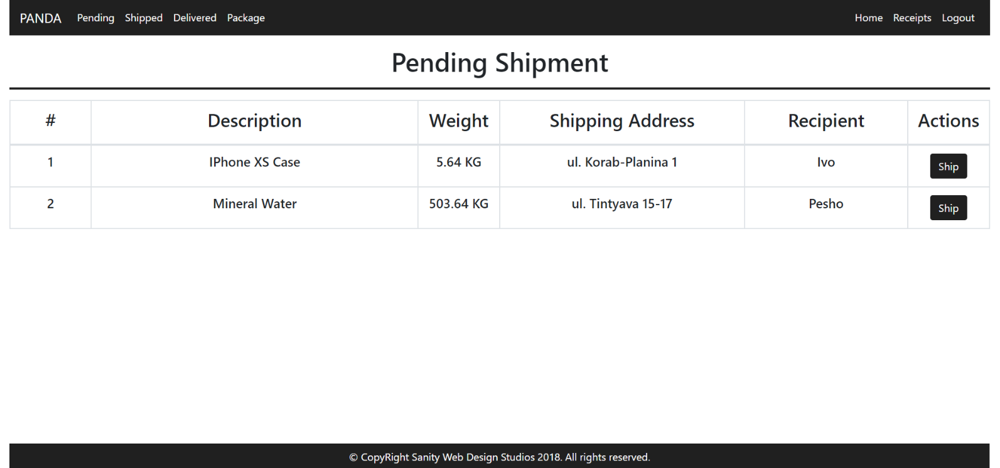 PANDA Pending Shipped Delivered Package Home Receipts Logout
Pending Shipment
# Description Weight Shipping Address Recipient Actions
1 IPhone XS Case 5.64 KG ul. Korab-Planina 1 Ivo Ship
2 Mineral Water 503.64 KG ul. Tintyava 15-17 Pesho Ship
© CopyRight Sanity Web Design Studios 2018. All rights reserved.